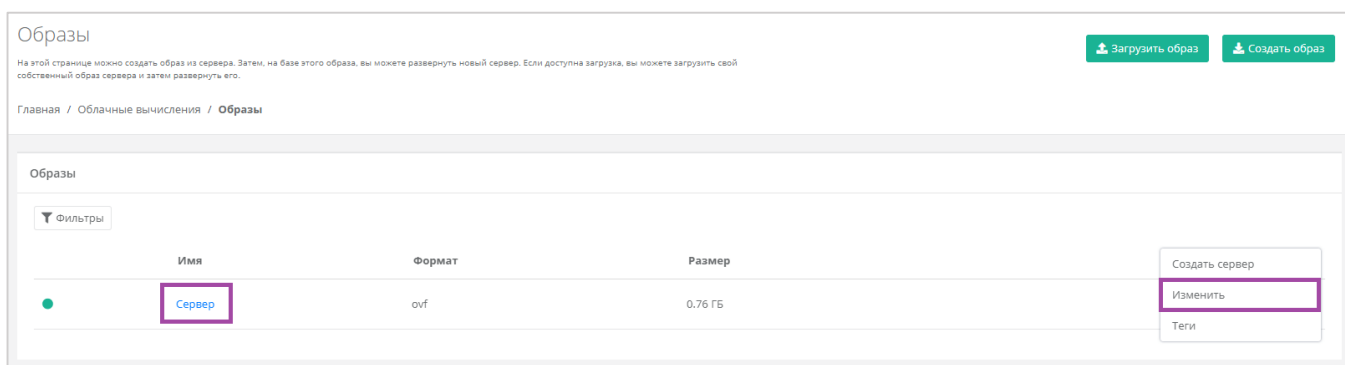 Образы
Загрузить образ
Создать образ
На этой странице можно создать образ из сервера. Затем, на базе этого образа, вы можете развернуть новый сервер. Если доступна загрузка, вы можете загрузить свой
собственный образ сервера и затем развернуть его.
Главная / Облачные вычисления / Образы
Образы
Фильтры
Имя Формат Размер
Создать сервер
Сервер ovf 0.76 ГБ
Изменить
Теги